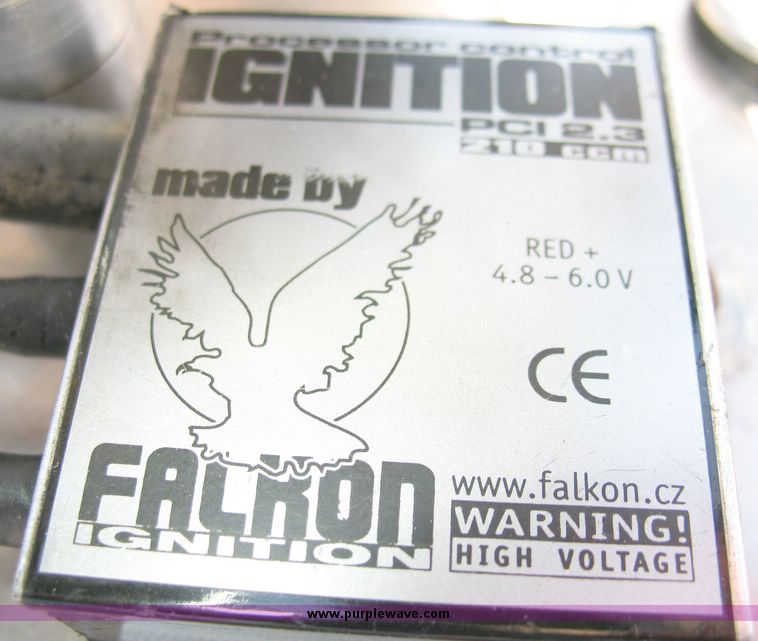 Processor control
IGNITION
PCI 2.3
210 ccm
made by
RED +
4.8 – 6.0 V
CE
FALKON
IGNITION
www.falkon.cz
WARNING!
HIGH VOLTAGE
www.purplewave.com